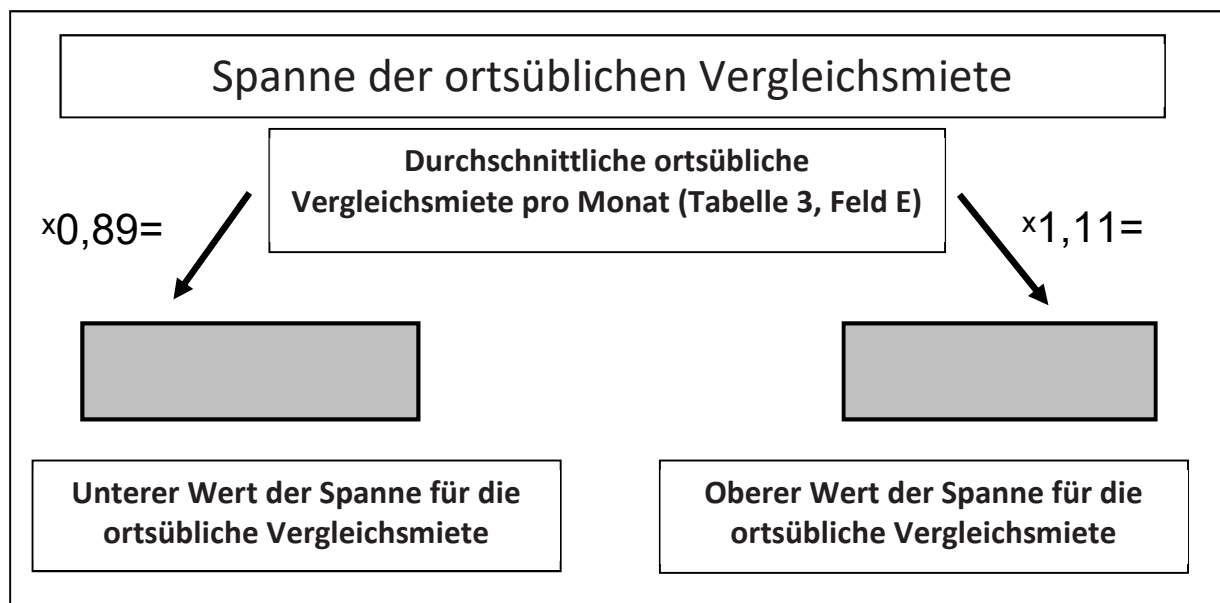 Spanne der ortsüblichen Vergleichsmiete
Durchschnittliche ortsübliche
Vergleichsmiete pro Monat (Tabelle 3, Feld E)
x0,89=
x1,11=
Unterer Wert der Spanne für die
ortsübliche Vergleichsmiete
Oberer Wert der Spanne für die
ortsübliche Vergleichsmiete